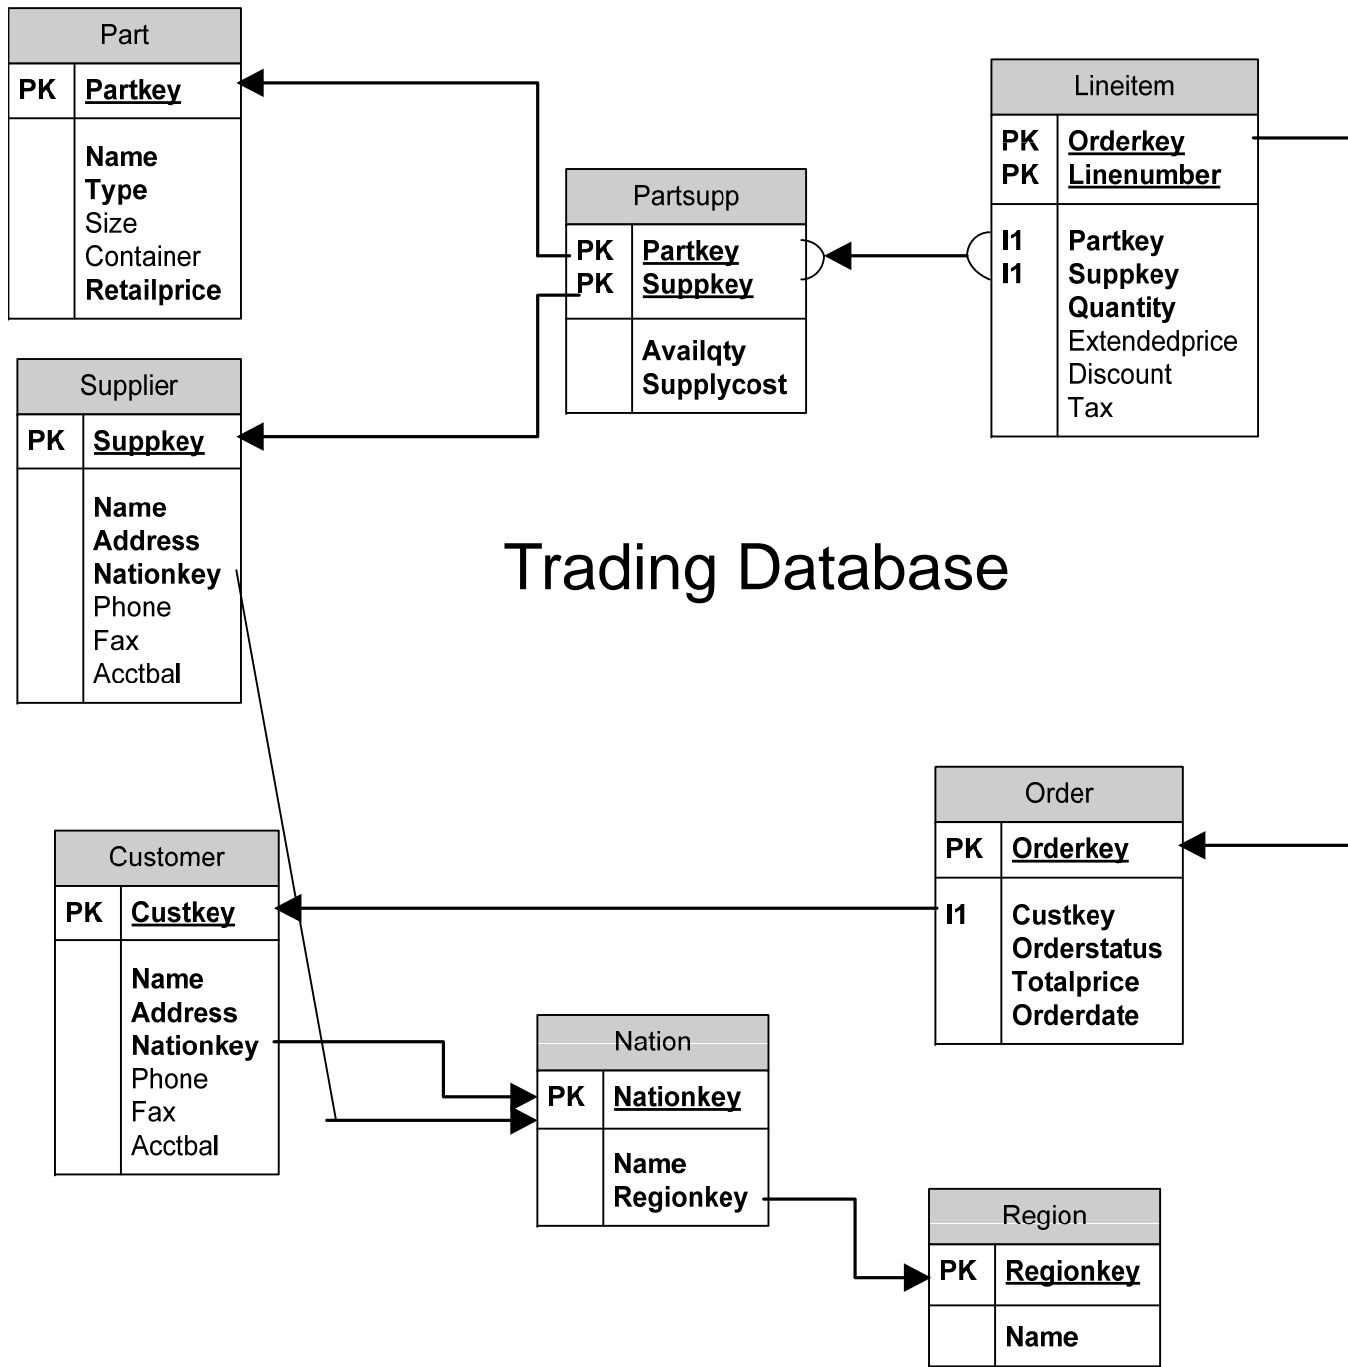 Part
PK Partkey
Name
Type
Size
Container
Retailprice
Lineitem
PK Orderkey
PK Linenumber
I1 Partkey
I1 Suppkey
Quantity
Extendedprice
Discount
Tax
Partsupp
PK Partkey
PK Suppkey
Availqty
Supplycost
Supplier
PK Suppkey
Name
Address
Nationkey
Phone
Fax
Acctbal
Trading Database
Order
PK Orderkey
I1 Custkey
Orderstatus
Totalprice
Orderdate
Customer
PK Custkey
Name
Address
Nationkey
Phone
Fax
Acctbal
Nation
PK Nationkey
Name
Regionkey
Region
PK Regionkey
Name